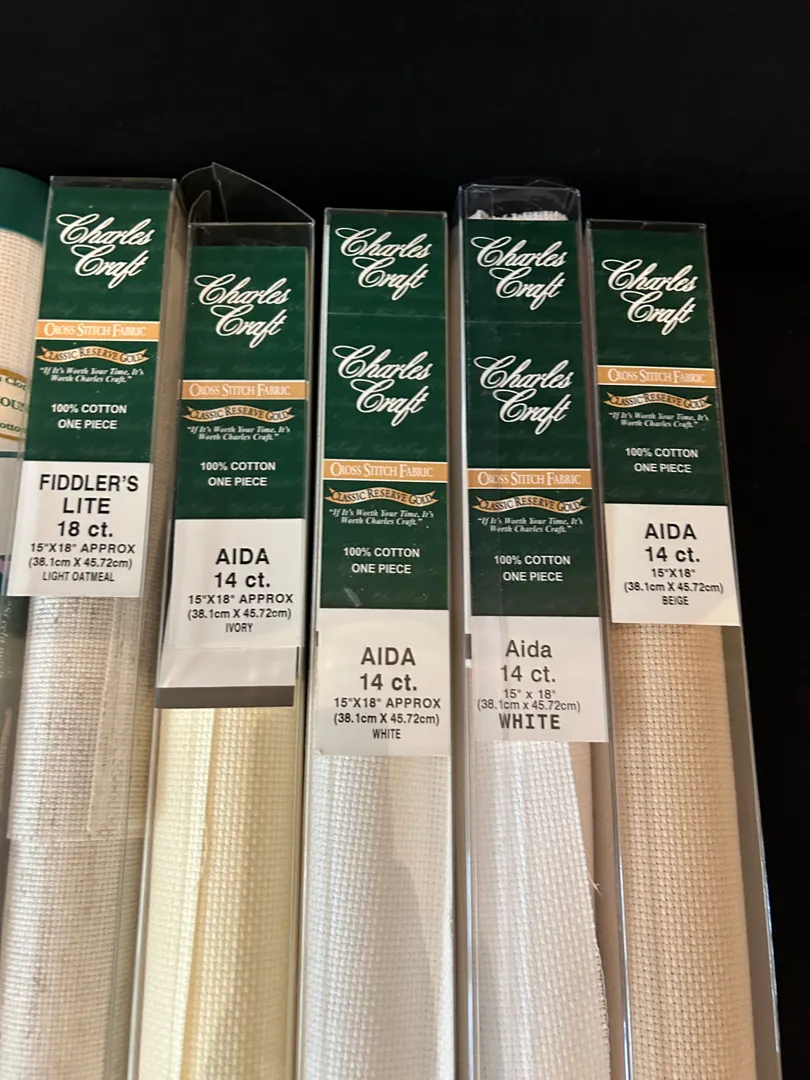 Charles
Craft
CROSS STITCH FABRIC
CLASSIC RESERVE GOLD
"If It's Worth Your Time, It's
Worth Charles Craft."
100% COTTON
ONE PIECE
FIDDLER'S
LITE
18 ct.
15"X18" APPROX
(38.1cm X 45.72cm)
LIGHT OATMEAL
Charles
Craft
CROSS STITCH FABRIC
CLASSIC RESERVE GOLD
"If It's Worth Your Time, It's
Worth Charles Craft."
100% COTTON
ONE PIECE
AIDA
14 ct.
15"X18" APPROX
(38.1cm X 45.72cm)
IVORY
Charles
Craft
Charles
Craft
CROSS STITCH FABRIC
CLASSIC RESERVE GOLD
"If It's Worth Your Time, It's
Worth Charles Craft."
100% COTTON
ONE PIECE
AIDA
14 ct.
15"X18" APPROX
(38.1cm X 45.72cm)
WHITE
Charles
Craft
Charles
Craft
CROSS STITCH FABRIC
CLASSIC RESERVE GOLD
"If It's Worth Your Time, It's
Worth Charles Craft."
100% COTTON
ONE PIECE
Aida
14 ct.
15" x 18"
(38.1cm X 45.72cm)
WHITE
Charles
Craft
CROSS STITCH FABRIC
CLASSIC RESERVE GOLD
"If It's Worth Your Time, It's
Worth Charles Craft."
100% COTTON
ONE PIECE
AIDA
14 ct.
15"X18"
(38.1cm X 45.72cm)
BEIGE